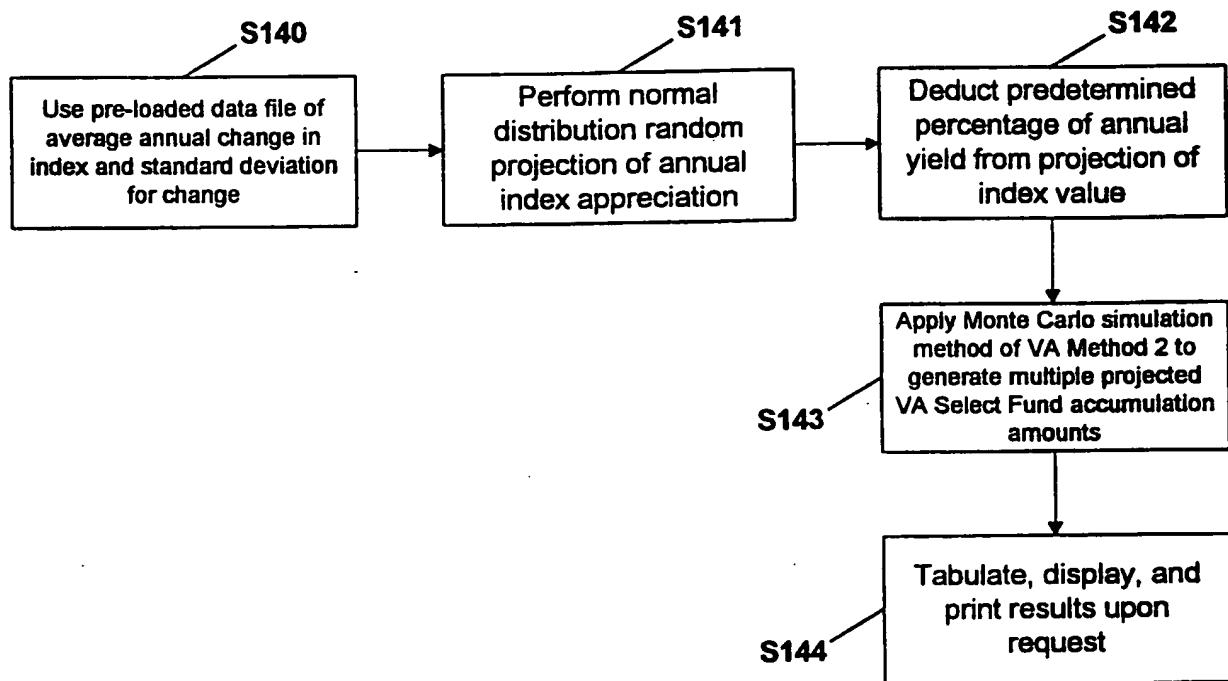 S140
Use pre-loaded data file of
average annual change in
index and standard deviation
for change
S141
Perform normal
distribution random
projection of annual
index appreciation
S142
Deduct predetermined
percentage of annual
yield from projection of
index value
S143
Apply Monte Carlo simulation
method of VA Method 2 to
generate multiple projected
VA Select Fund accumulation
amounts
S144
Tabulate, display, and
print results upon
request